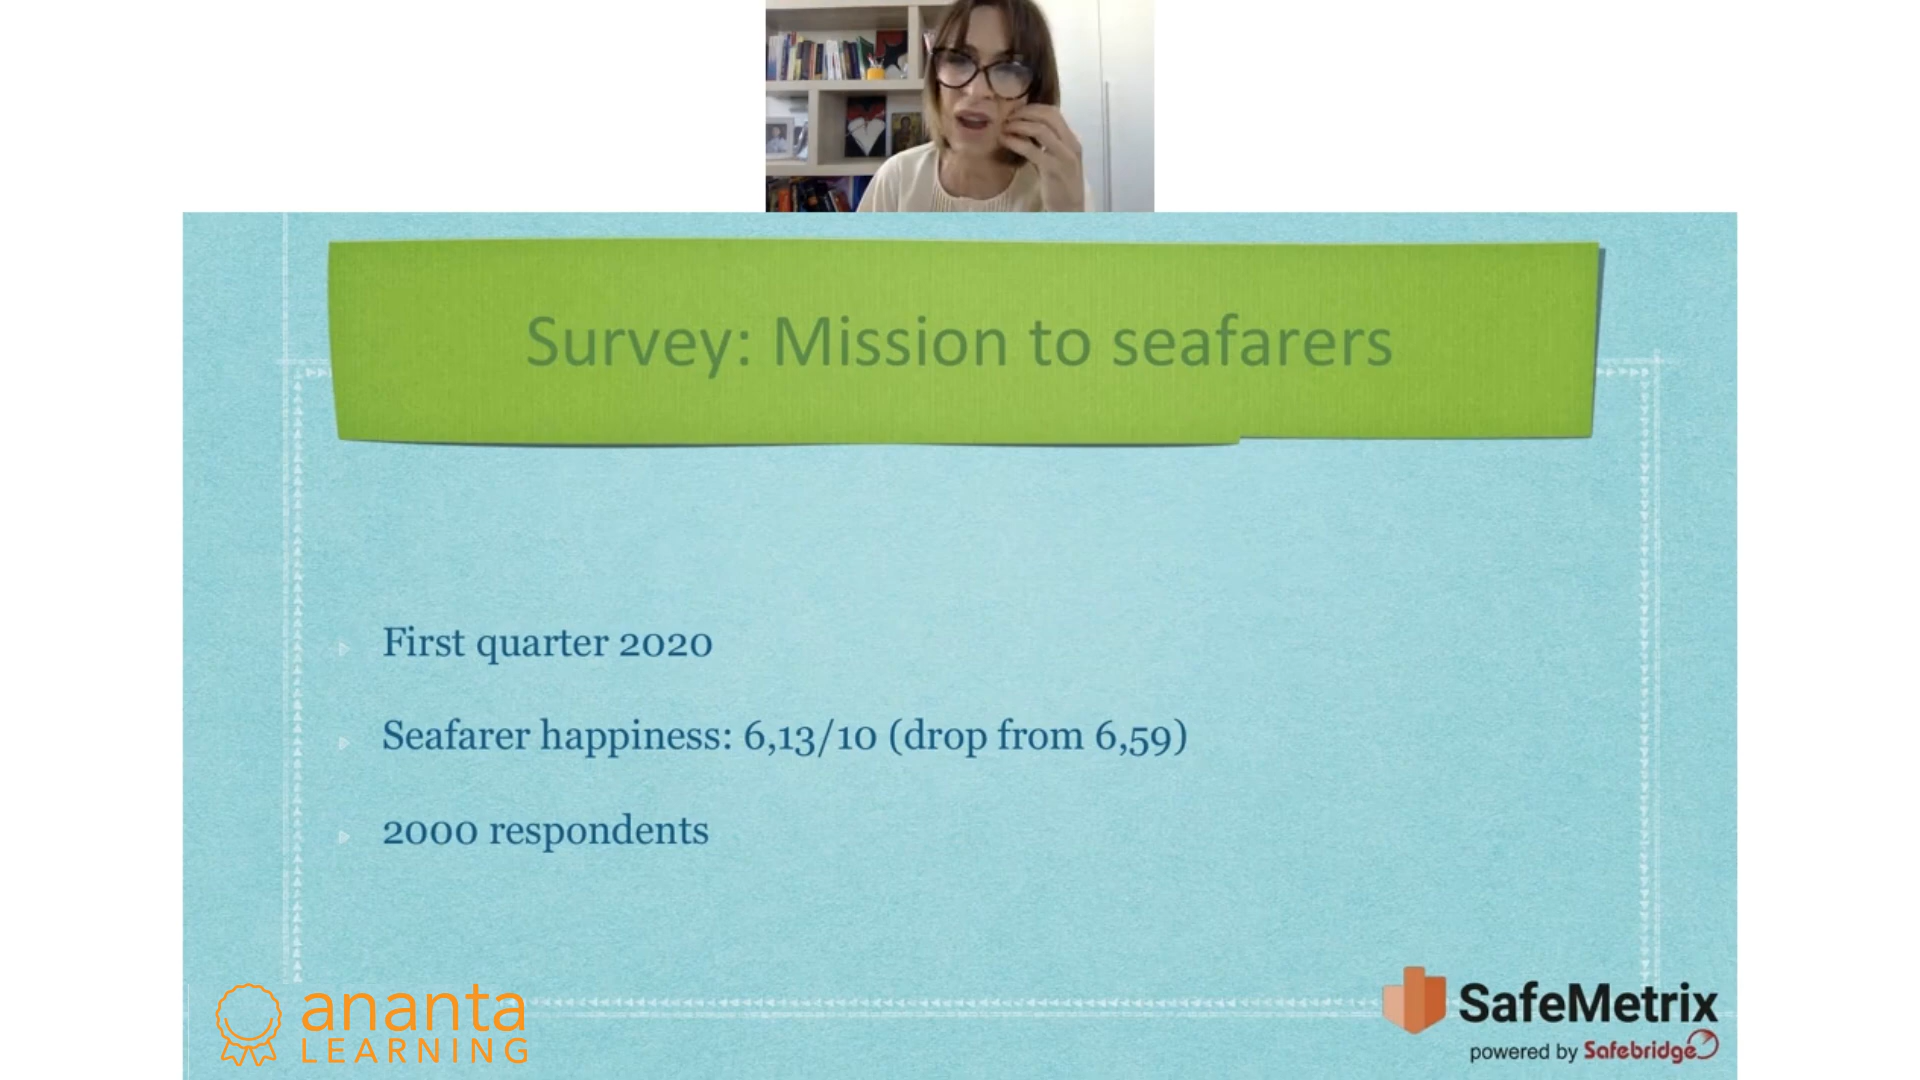 Survey: Mission to seafarers
First quarter 2020
Seafarer happiness: 6,13/10 (drop from 6,59)
2000 respondents
ananta
LEARNING
SafeMetrix
powered by Safebridge